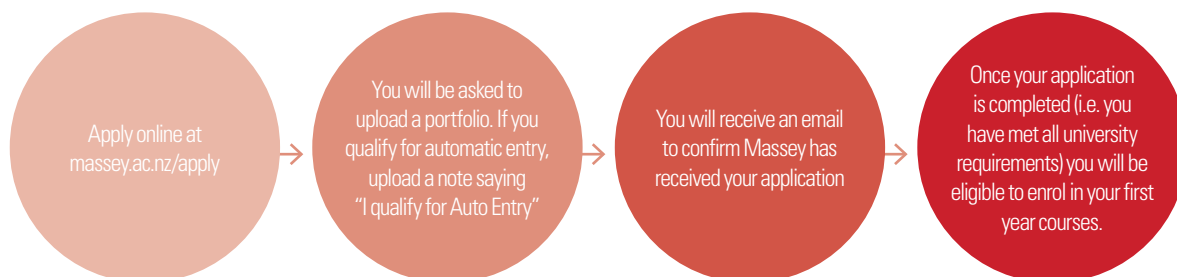 Apply online at
massey.ac.nz/apply
You will be asked to
upload a portfolio. If you
qualify for automatic entry,
upload a note saying
“I qualify for Auto Entry”
You will receive an email
to confirm Massey has
received your application
Once your application
is completed (i.e. you
have met all university
requirements) you will be
eligible to enrol in your first
year courses.